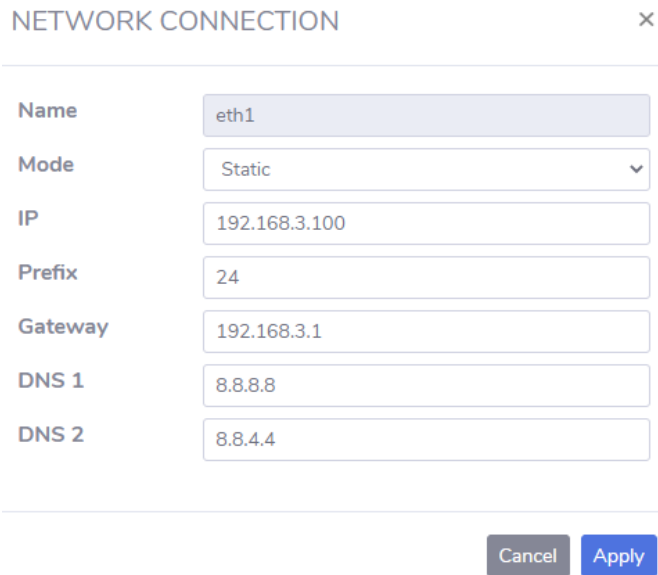 NETWORK CONNECTION ×
Name eth1
Mode Static
IP 192.168.3.100
Prefix 24
Gateway 192.168.3.1
DNS 1 8.8.8.8
DNS 2 8.8.4.4
Cancel Apply